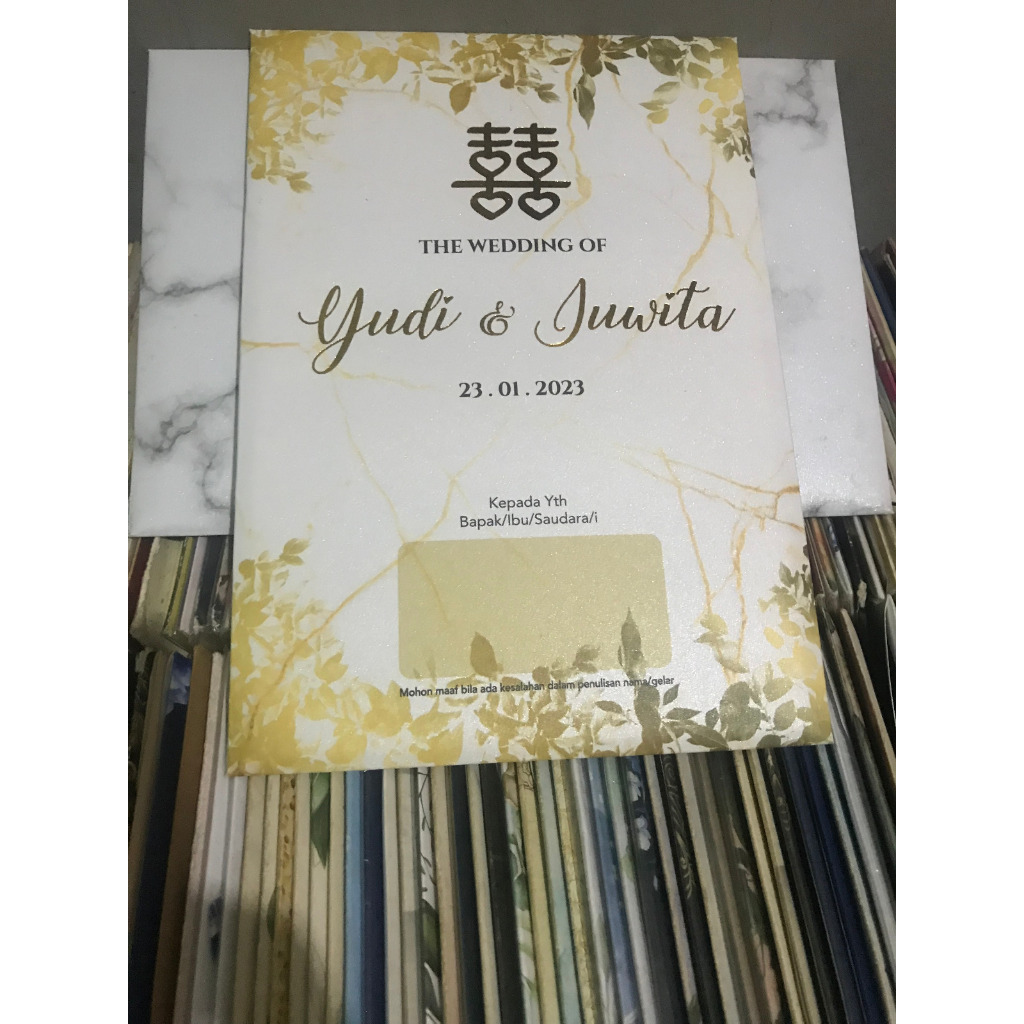 囍
THE WEDDING OF
Yudi & Juwita
23 . 01 . 2023
Kepada Yth
Bapak/Ibu/Saudara/i
Mohon maaf bila ada kesalahan dalam penulisan nama/gelar